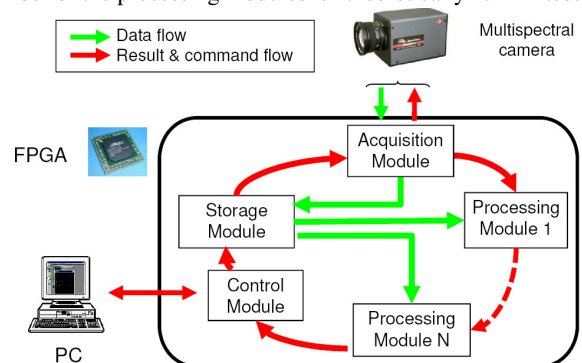 Data flow
Result & command flow
Multispectral
camera
FPGA
Acquisition
Module
Storage
Module
Processing
Module 1
Control
Module
Processing
Module N
PC